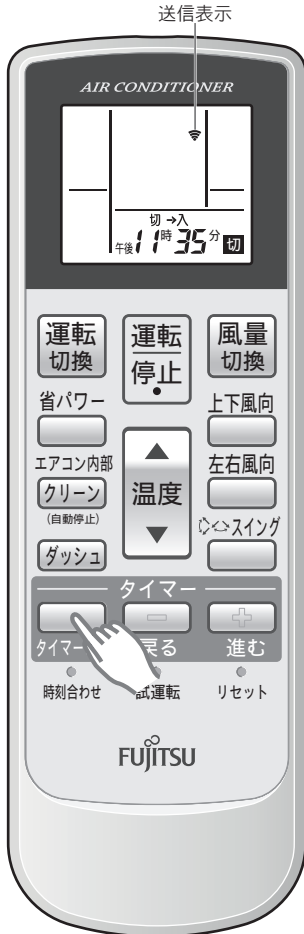 送信表示
AIR CONDITIONER
切→入
午後11時35分 切
運転切換
運転停止
風量切換
省パワー
上下風向
エアコン内部
クリーン
(自動停止)
温度
左右風向
スイング
ダッシュ
タイマー
タイマー
戻る
進む
時刻合わせ
試運転
リセット
FUJITSU